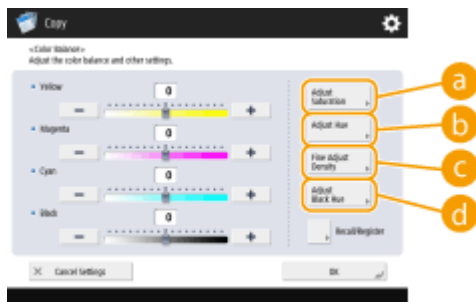 Copy
<Color Balance>
Adjust the color balance and other settings.
Yellow
0
Adjust
Saturation
a
Magenta
0
Adjust Hue
b
Cyan
0
Fine Adjust
Density
c
Black
0
Adjust
Black Hue
d
Recall/Register
Cancel Settings
OK